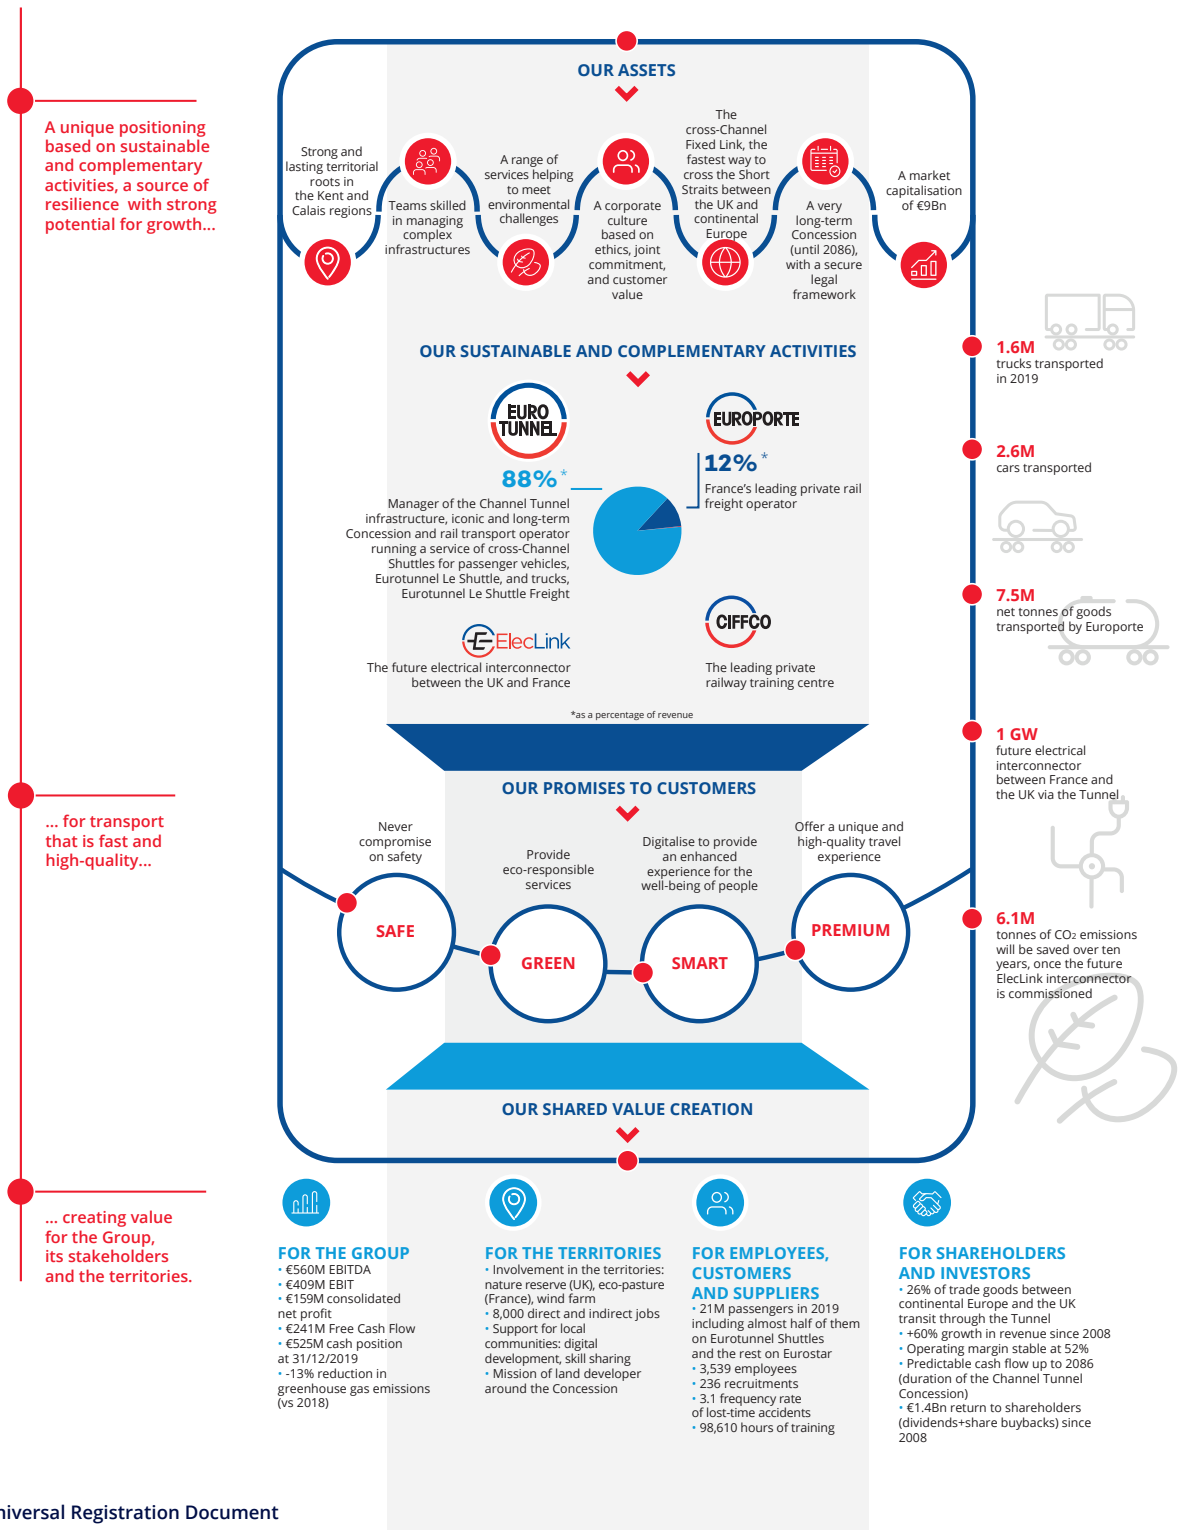 A unique positioning
based on sustainable
and complementary
activities, a source of
resilience with strong
potential for growth...
OUR ASSETS
Strong and
lasting territorial
roots in
the Kent and
Calais regions
Teams skilled
in managing
complex
infrastructures
A range of
services helping
to meet
environmental
challenges
A corporate
culture
based on
ethics, joint
commitment,
and customer
value
The
cross-Channel
Fixed Link, the
fastest way to
cross the Short
Straits between
the UK and
continental
Europe
A very
long-term
Concession
(until 2086),
with a secure
legal
framework
A market
capitalisation
of €9Bn
OUR SUSTAINABLE AND COMPLEMENTARY ACTIVITIES
EURO
TUNNEL
88% *
Manager of the Channel Tunnel
infrastructure, iconic and long-term
Concession and rail transport operator
running a service of cross-Channel
Shuttles for passenger vehicles,
Eurotunnel Le Shuttle, and trucks,
Eurotunnel Le Shuttle Freight
EUROPORTE
12% *
France's leading private rail
freight operator
ElecLink
The future electrical interconnector
between the UK and France
CIFFCO
The leading private
railway training centre
*as a percentage of revenue
1.6M
trucks transported
in 2019
2.6M
cars transported
7.5M
net tonnes of goods
transported by Europorte
1 GW
future electrical
interconnector
between France and
the UK via the Tunnel
6.1M
tonnes of CO2 emissions
will be saved over ten
years, once the future
ElecLink interconnector
is commissioned
... for transport
that is fast and
high-quality...
OUR PROMISES TO CUSTOMERS
Never
compromise
on safety
SAFE
Provide
eco-responsible
services
GREEN
Digitalise to provide
an enhanced
experience for the
well-being of people
SMART
Offer a unique and
high-quality travel
experience
PREMIUM
OUR SHARED VALUE CREATION
... creating value
for the Group,
its stakeholders
and the territories.
FOR THE GROUP
• €560M EBITDA
• €409M EBIT
• €159M consolidated
net profit
• €241M Free Cash Flow
• €525M cash position
at 31/12/2019
• -13% reduction in
greenhouse gas emissions
(vs 2018)
FOR THE TERRITORIES
• Involvement in the territories:
nature reserve (UK), eco-pasture
(France), wind farm
• 8,000 direct and indirect jobs
• Support for local
communities: digital
development, skill sharing
• Mission of land developer
around the Concession
FOR EMPLOYEES,
CUSTOMERS
AND SUPPLIERS
• 21M passengers in 2019
including almost half of them
on Eurotunnel Shuttles
and the rest on Eurostar
• 3,539 employees
• 236 recruitments
• 3.1 frequency rate
of lost-time accidents
• 98,610 hours of training
FOR SHAREHOLDERS
AND INVESTORS
• 26% of trade goods between
continental Europe and the UK
transit through the Tunnel
• +60% growth in revenue since 2008
• Operating margin stable at 52%
• Predictable cash flow up to 2086
(duration of the Channel Tunnel
Concession)
• €1.4Bn return to shareholders
(dividends+share buybacks) since
2008
niversal Registration Document